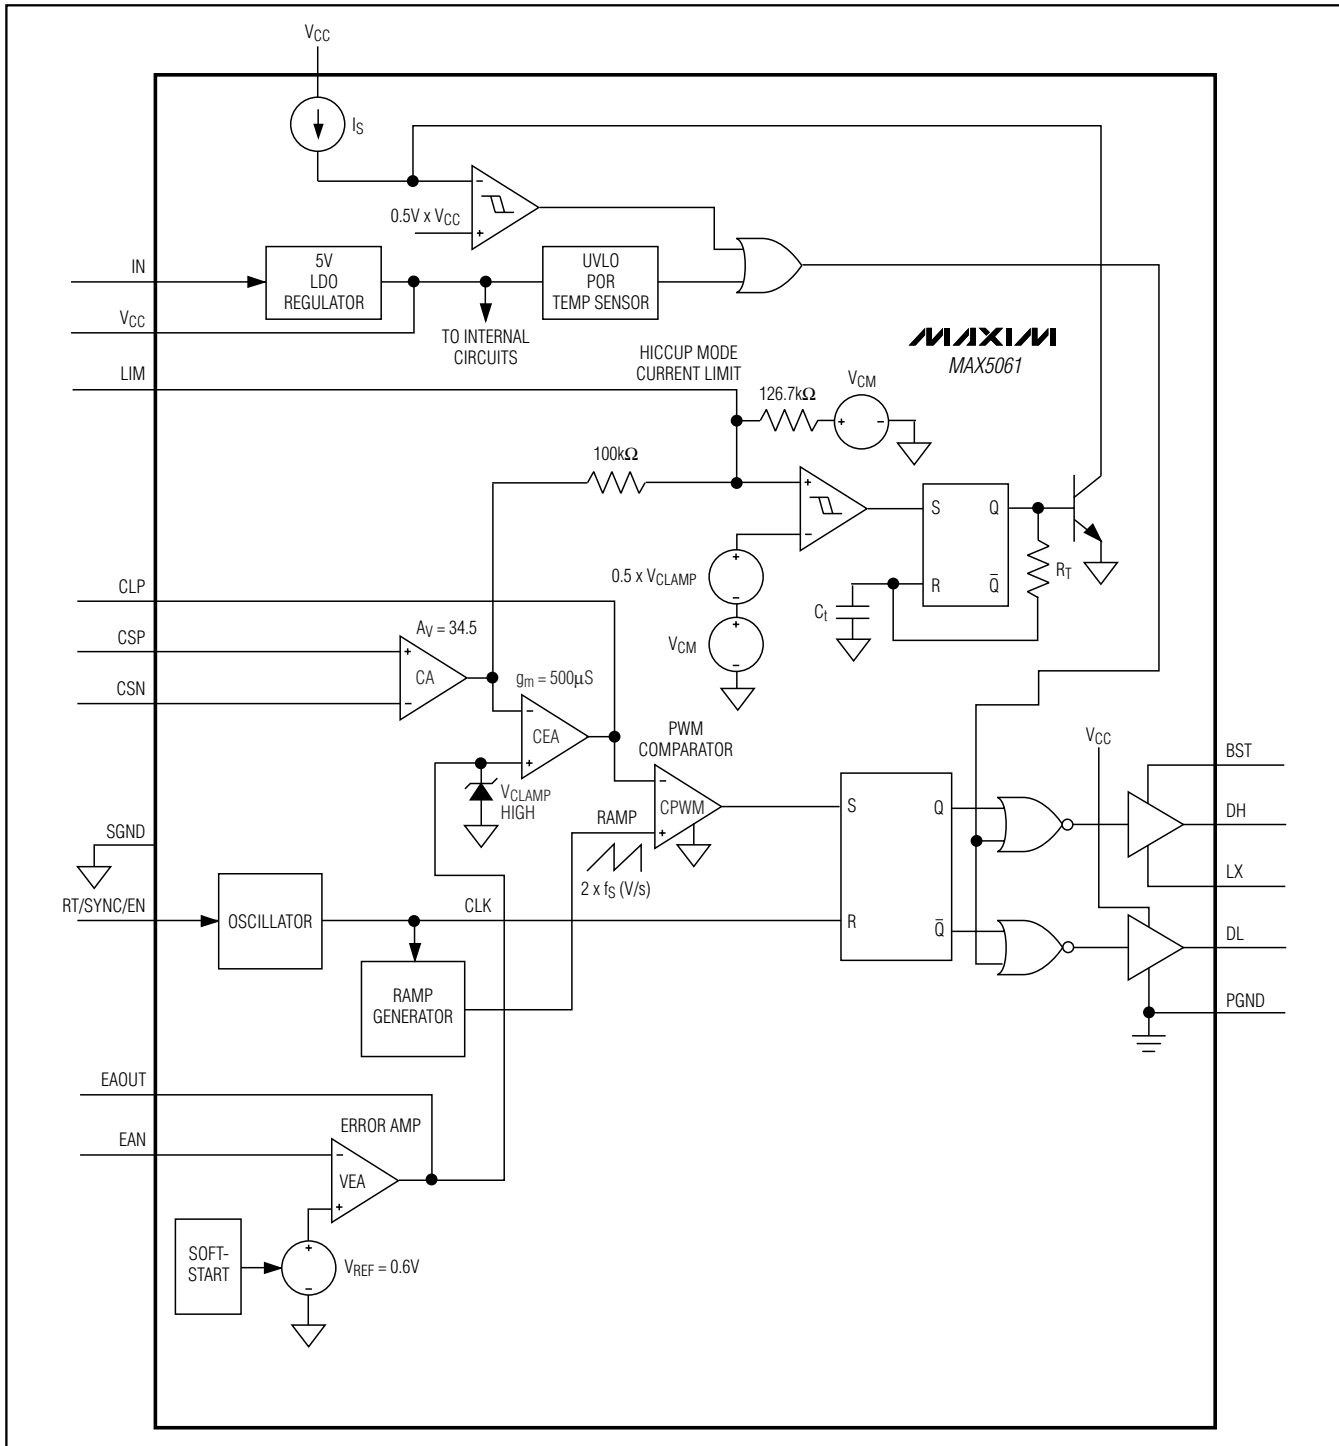 VCC
IS
0.5V x VCC
- 
+
IN
5V
LDO
REGULATOR
UVLO
POR
TEMP SENSOR
VCC
TO INTERNAL
CIRCUITS
MAXIM
MAX5061
LIM
HICCUP MODE
CURRENT LIMIT
126.7kΩ
VCM
+ -
100kΩ
+
-
S Q
R Q̅
RT
Ct
+
0.5 x VCLAMP
-
+
VCM
-
CLP
CSP
CSN
AV = 34.5
+
CA
-
gm = 500µS
-
CEA
+
VCLAMP
HIGH
PWM
COMPARATOR
-
CPWM
+
RAMP
2 x fS (V/s)
S Q
R Q̅
VCC
BST
DH
LX
DL
PGND
SGND
RT/SYNC/EN
OSCILLATOR
CLK
RAMP
GENERATOR
EAOUT
EAN
ERROR AMP
-
VEA
+
SOFT-
START
+
-
VREF = 0.6V